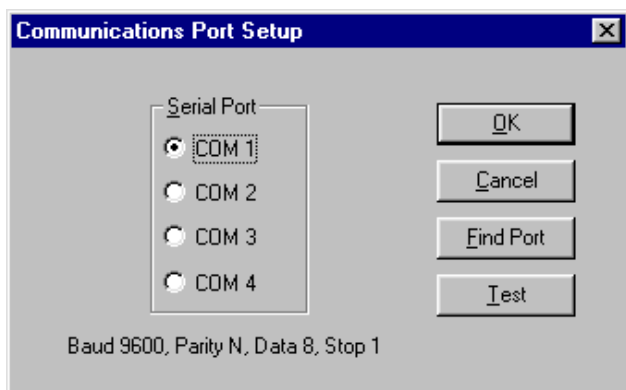 Communications Port Setup
Serial Port
COM 1
COM 2
COM 3
COM 4
OK
Cancel
Find Port
Test
Baud 9600, Parity N, Data 8, Stop 1